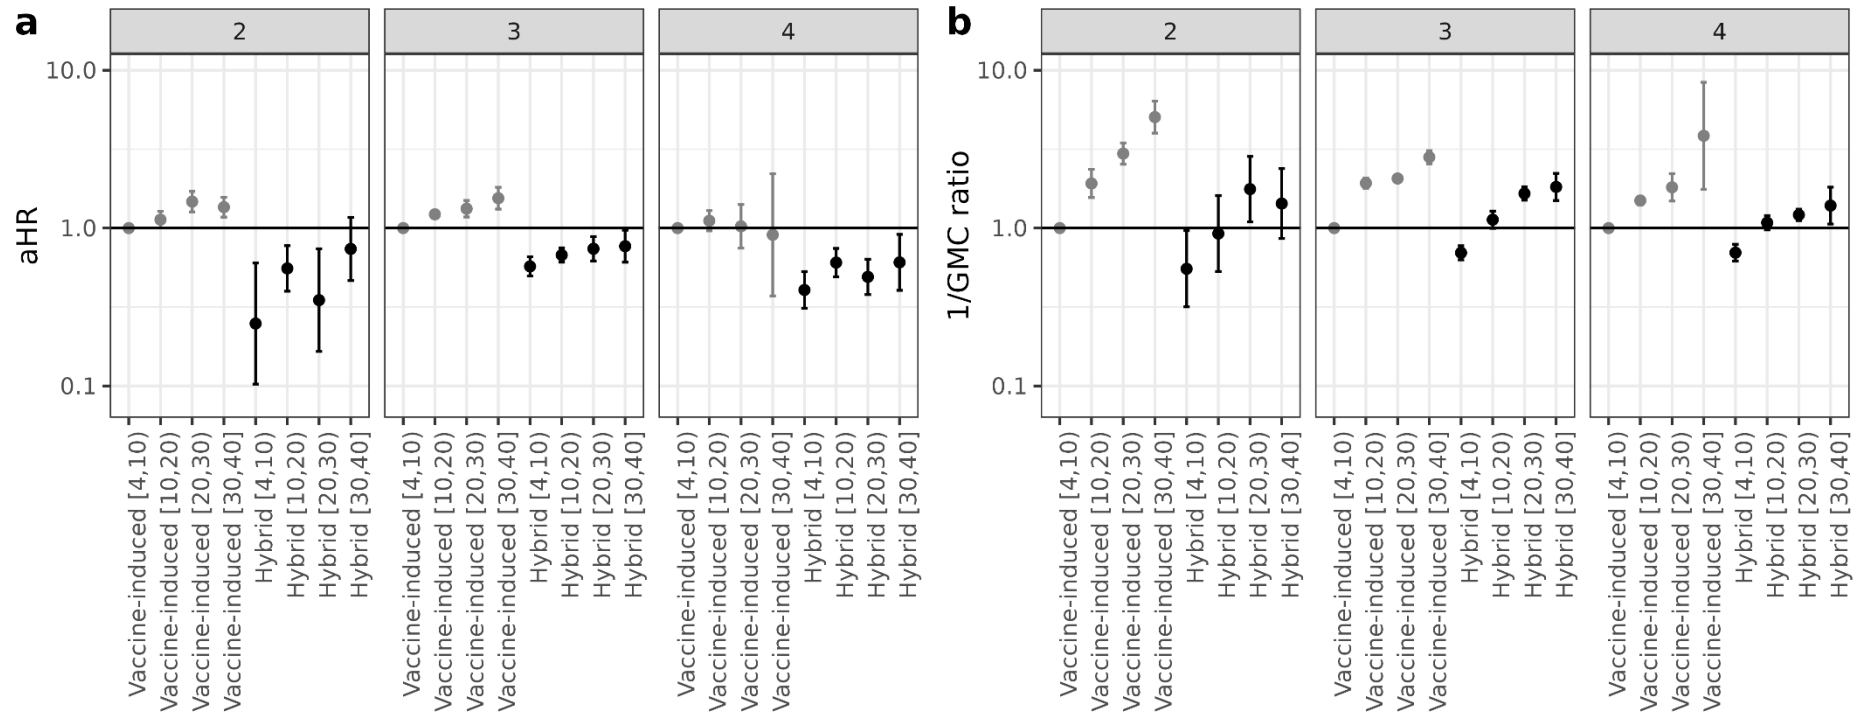 a
2
3
4
aHR
10.0
1.0
0.1
Vaccine-induced [4,10)
Vaccine-induced [10,20)
Vaccine-induced [20,30)
Vaccine-induced [30,40]
Hybrid [4,10)
Hybrid [10,20)
Hybrid [20,30)
Hybrid [30,40]
Vaccine-induced [4,10)
Vaccine-induced [10,20)
Vaccine-induced [20,30)
Vaccine-induced [30,40]
Hybrid [4,10)
Hybrid [10,20)
Hybrid [20,30)
Hybrid [30,40]
Vaccine-induced [4,10)
Vaccine-induced [10,20)
Vaccine-induced [20,30)
Vaccine-induced [30,40]
Hybrid [4,10)
Hybrid [10,20)
Hybrid [20,30)
Hybrid [30,40]
b
2
3
4
1/GMC ratio
10.0
1.0
0.1
Vaccine-induced [4,10)
Vaccine-induced [10,20)
Vaccine-induced [20,30)
Vaccine-induced [30,40]
Hybrid [4,10)
Hybrid [10,20)
Hybrid [20,30)
Hybrid [30,40]
Vaccine-induced [4,10)
Vaccine-induced [10,20)
Vaccine-induced [20,30)
Vaccine-induced [30,40]
Hybrid [4,10)
Hybrid [10,20)
Hybrid [20,30)
Hybrid [30,40]
Vaccine-induced [4,10)
Vaccine-induced [10,20)
Vaccine-induced [20,30)
Vaccine-induced [30,40]
Hybrid [4,10)
Hybrid [10,20)
Hybrid [20,30)
Hybrid [30,40]